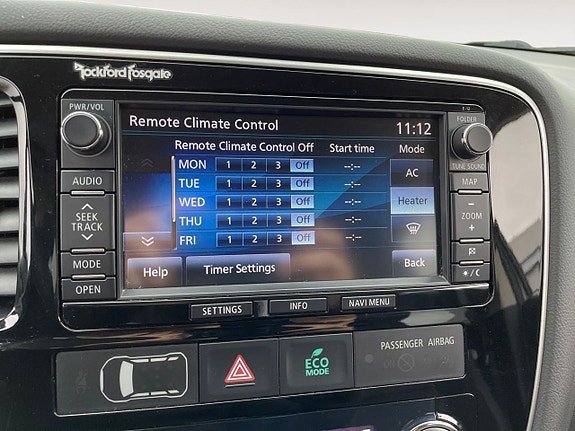 Rockford Fosgate
PWR/VOL
FOLDER
Remote Climate Control 11:12
Remote Climate Control Off Start time Mode
MON 1 2 3 Off --:--
AC
TUE 1 2 3 Off --:--
WED 1 2 3 Off --:--
Heater
THU 1 2 3 Off --:--
FRI 1 2 3 Off --:--
Help Timer Settings Back
TUNE SOUND
AUDIO
SEEK
TRACK
MODE
OPEN
MAP
−
ZOOM
+
SETTINGS INFO NAVI MENU
ECO
MODE
PASSENGER AIRBAG